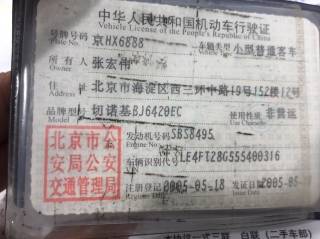 中华人民共和国机动车行驶证
Vehicle License of the People's Republic of China
号牌号码 京HX6888 车辆类型 小型普通客车
Plate No.
所有人 张宏伟
Owner
住址 北京市海淀区西三环中路19号152楼12号
品牌型号 切诺基BJ6420EC 使用性质 非营运
发动机号码 SB58495
北京市公
安局公安
交通管理局
车辆识别代号 LE4FT28G555400316
VIN
注册登记 2005-05-18 发证日期 2005-05